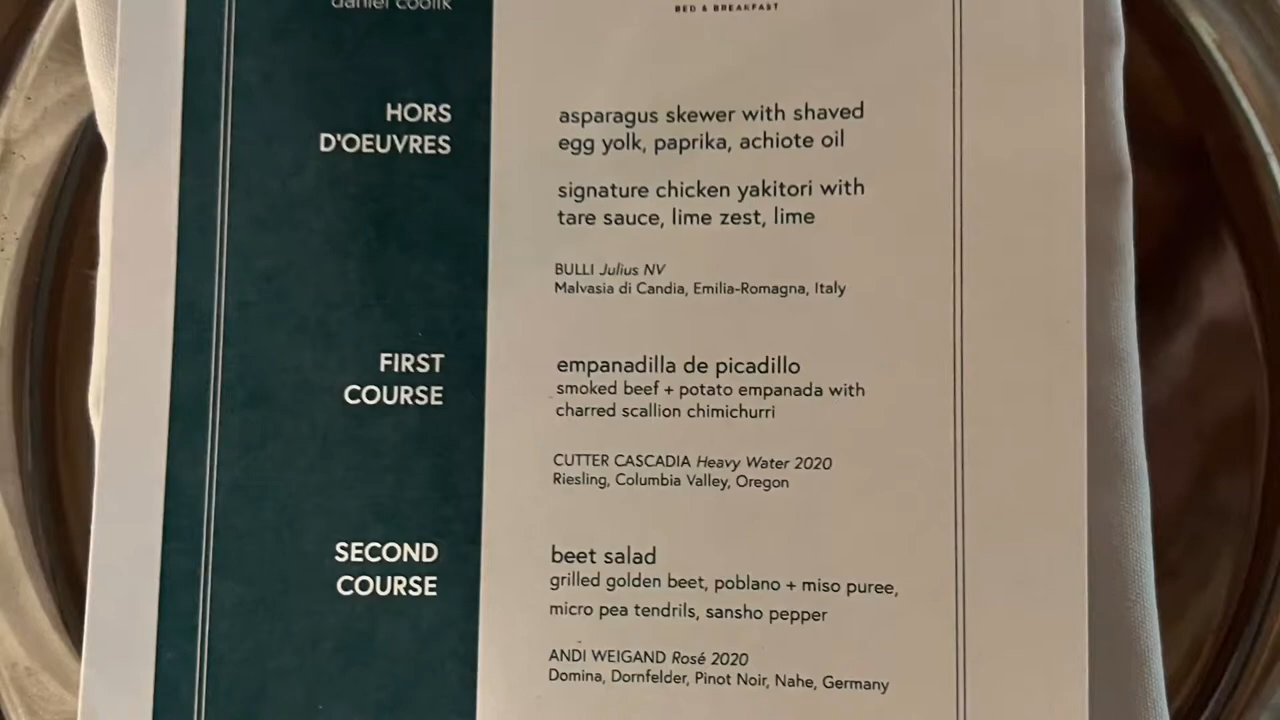 daniel
BED & BREAKFAST
HORS
D'OEUVRES
asparagus skewer with shaved
egg yolk, paprika, achiote oil
signature chicken yakitori with
tare sauce, lime zest, lime
BULLI Julius NV
Malvasia di Candia, Emilia-Romagna, Italy
FIRST
COURSE
empanadilla de picadillo
smoked beef + potato empanada with
charred scallion chimichurri
CUTTER CASCADIA Heavy Water 2020
Riesling, Columbia Valley, Oregon
SECOND
COURSE
beet salad
grilled golden beet, poblano + miso puree,
micro pea tendrils, sansho pepper
ANDI WEIGAND Rosé 2020
Domina, Dornfelder, Pinot Noir, Nahe, Germany